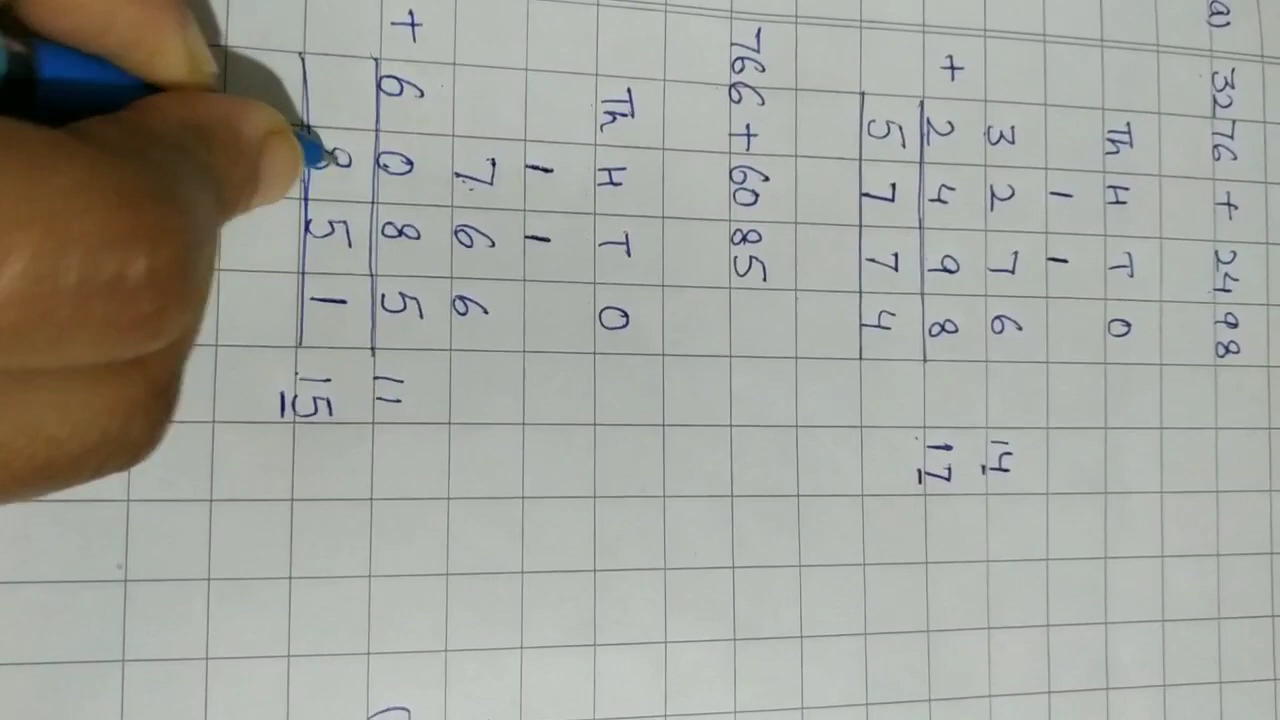 a) 3276 + 2498
Th H T O
1 1
3 2 7 6 14
+ 2 4 9 8 17
5 7 7 4
766 + 6085
Th H T O
1 1
7 6 6
+ 6 0 8 5 11
8 5 1 15